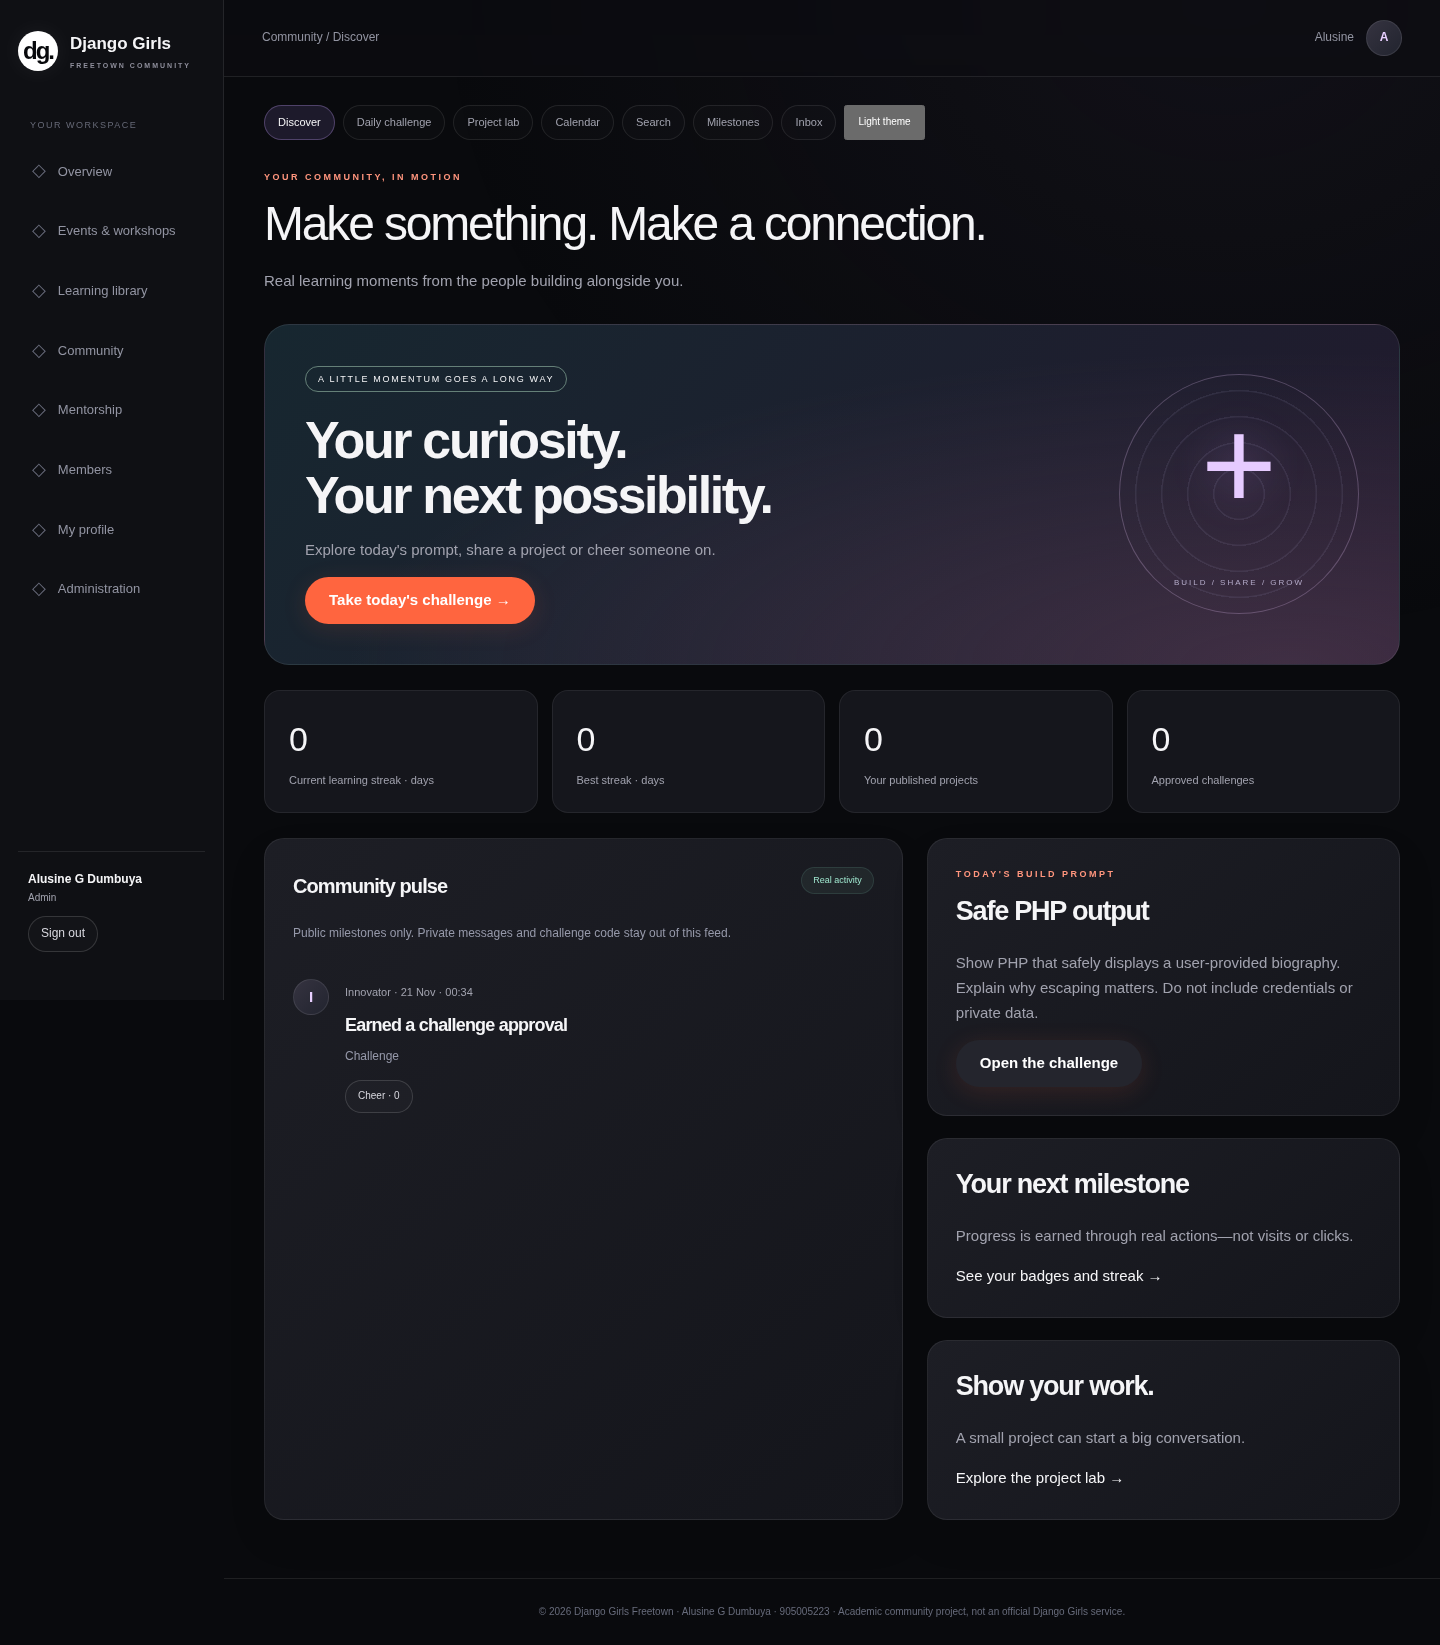 dg.
Django Girls
FREETOWN COMMUNITY
YOUR WORKSPACE
Overview
Events & workshops
Learning library
Community
Mentorship
Members
My profile
Administration
Alusine G Dumbuya
Admin
Sign out
Community / Discover
Alusine
A
Discover
Daily challenge
Project lab
Calendar
Search
Milestones
Inbox
Light theme
YOUR COMMUNITY, IN MOTION
Make something. Make a connection.
Real learning moments from the people building alongside you.
A LITTLE MOMENTUM GOES A LONG WAY
Your curiosity.
Your next possibility.
Explore today's prompt, share a project or cheer someone on.
Take today's challenge →
+
BUILD / SHARE / GROW
0
Current learning streak · days
0
Best streak · days
0
Your published projects
0
Approved challenges
Community pulse
Real activity
Public milestones only. Private messages and challenge code stay out of this feed.
I
Innovator · 21 Nov · 00:34
Earned a challenge approval
Challenge
Cheer · 0
TODAY'S BUILD PROMPT
Safe PHP output
Show PHP that safely displays a user-provided biography.
Explain why escaping matters. Do not include credentials or
private data.
Open the challenge
Your next milestone
Progress is earned through real actions—not visits or clicks.
See your badges and streak →
Show your work.
A small project can start a big conversation.
Explore the project lab →
© 2026 Django Girls Freetown · Alusine G Dumbuya · 905005223 · Academic community project, not an official Django Girls service.